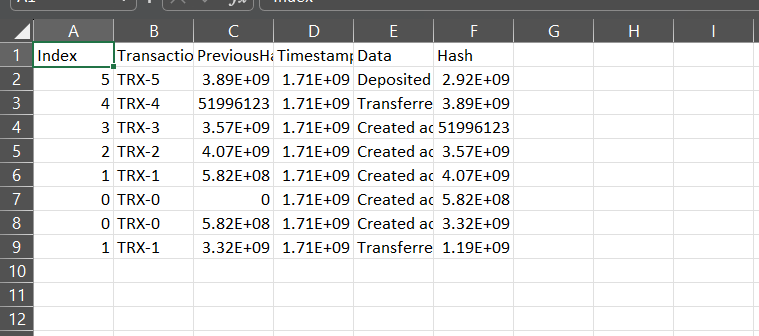 A B C D E F G H I
1 Index Transactio PreviousHa Timestamp Data Hash
2 5 TRX-5 3.89E+09 1.71E+09 Deposited 2.92E+09
3 4 TRX-4 51996123 1.71E+09 Transferre 3.89E+09
4 3 TRX-3 3.57E+09 1.71E+09 Created ac 51996123
5 2 TRX-2 4.07E+09 1.71E+09 Created ac 3.57E+09
6 1 TRX-1 5.82E+08 1.71E+09 Created ac 4.07E+09
7 0 TRX-0 0 1.71E+09 Created ac 5.82E+08
8 0 TRX-0 5.82E+08 1.71E+09 Created ac 3.32E+09
9 1 TRX-1 3.32E+09 1.71E+09 Transferre 1.19E+09
10
11
12